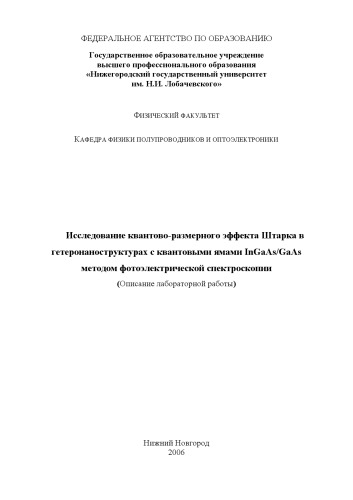 ФЕДЕРАЛЬНОЕ АГЕНТСТВО ПО ОБРАЗОВАНИЮ
Государственное образовательное учреждение
высшего профессионального образования
«Нижегородский государственный университет
им. Н.И. Лобачевского»
ФИЗИЧЕСКИЙ ФАКУЛЬТЕТ
КАФЕДРА ФИЗИКИ ПОЛУПРОВОДНИКОВ И ОПТОЭЛЕКТРОНИКИ
Исследование квантово-размерного эффекта Штарка в
гетеронаноструктурах с квантовыми ямами InGaAs/GaAs
методом фотоэлектрической спектроскопии
(Описание лабораторной работы)
Нижний Новгород
2006